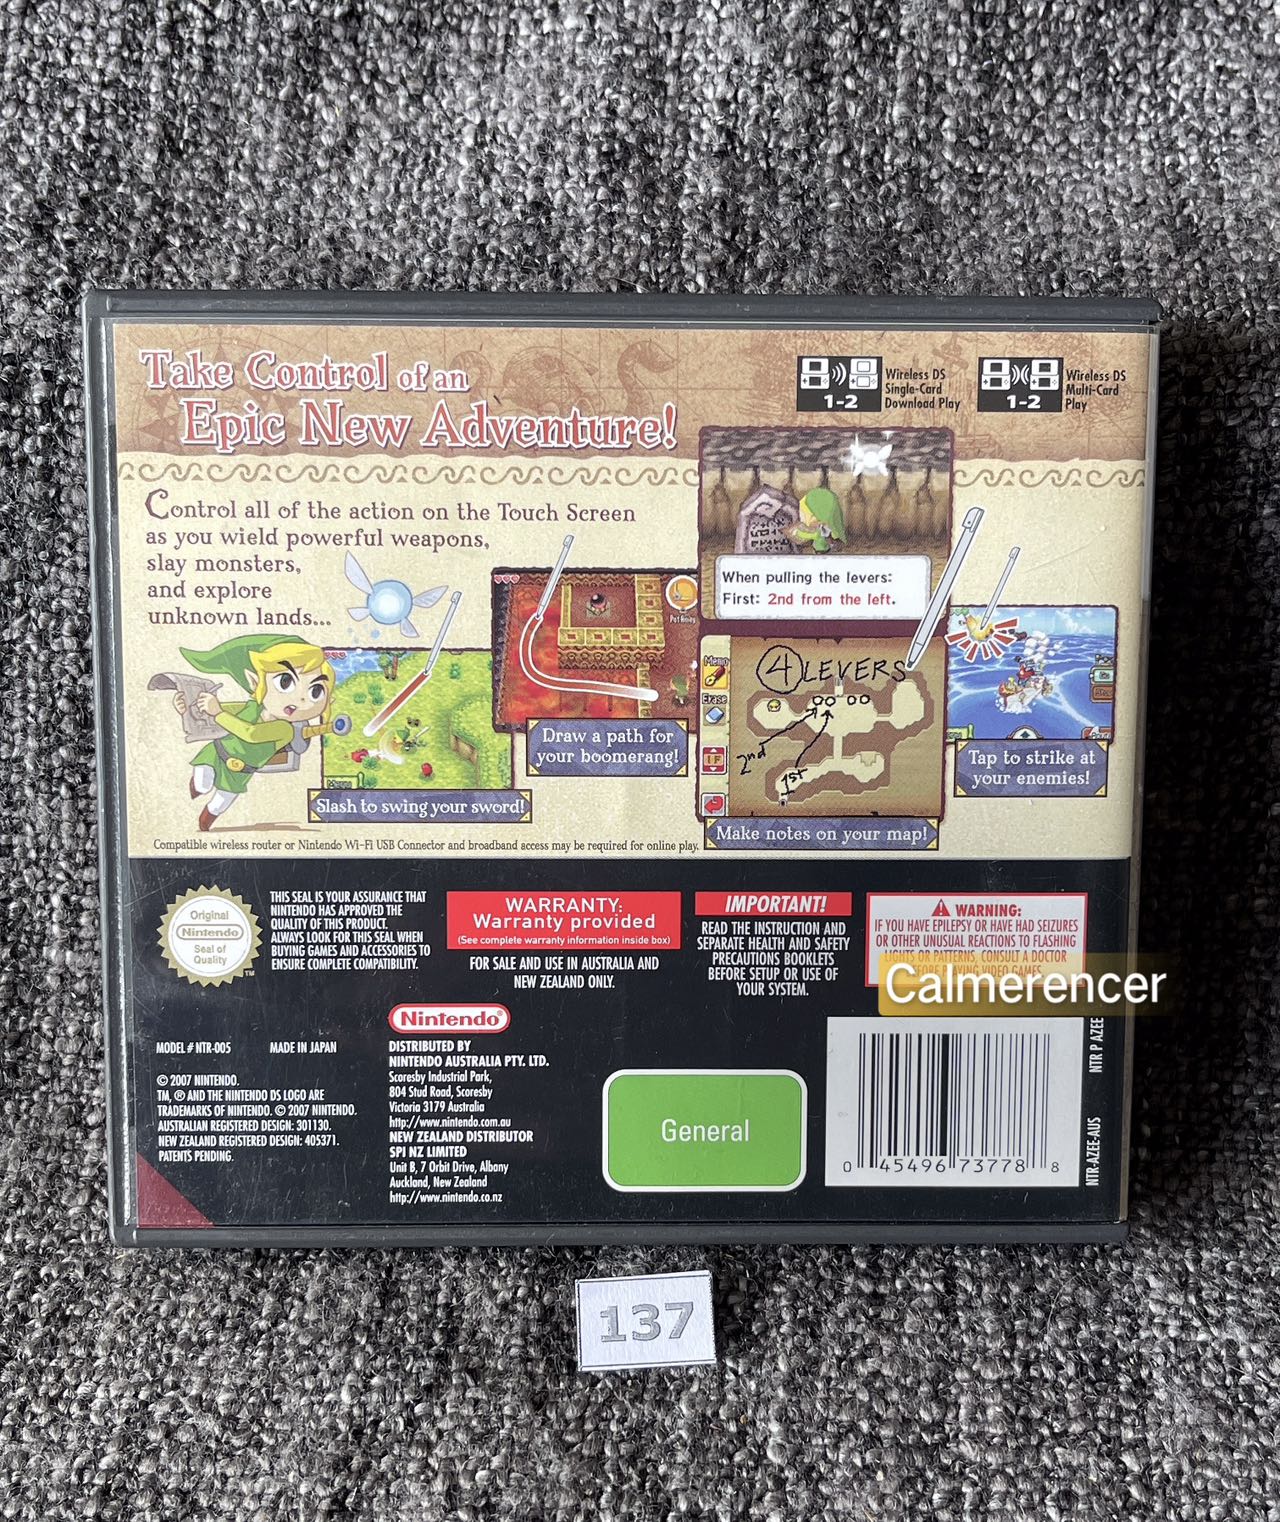 Take Control of an
Epic New Adventure!
1-2
Wireless DS
Single-Card
Download Play
1-2
Wireless DS
Multi-Card
Play
Control all of the action on the Touch Screen
as you wield powerful weapons,
slay monsters,
and explore
unknown lands...
When pulling the levers:
First: 2nd from the left.
Memo
Erase
4 LEVERS
2nd
1st
Menu
Slash to swing your sword!
Draw a path for
your boomerang!
Make notes on your map!
Tap to strike at
your enemies!
Compatible wireless router or Nintendo Wi-Fi USB Connector and broadband access may be required for online play.
Original
Nintendo
Seal of
Quality
TM
THIS SEAL IS YOUR ASSURANCE THAT
NINTENDO HAS APPROVED THE
QUALITY OF THIS PRODUCT.
ALWAYS LOOK FOR THIS SEAL WHEN
BUYING GAMES AND ACCESSORIES TO
ENSURE COMPLETE COMPATIBILITY.
WARRANTY:
Warranty provided
(See complete warranty information inside box)
FOR SALE AND USE IN AUSTRALIA AND
NEW ZEALAND ONLY.
IMPORTANT!
READ THE INSTRUCTION AND
SEPARATE HEALTH AND SAFETY
PRECAUTIONS BOOKLETS
BEFORE SETUP OR USE OF
YOUR SYSTEM.
WARNING:
IF YOU HAVE EPILEPSY OR HAVE HAD SEIZURES
OR OTHER UNUSUAL REACTIONS TO FLASHING
LIGHTS OR PATTERNS, CONSULT A DOCTOR
BEFORE PLAYING VIDEO GAMES.
Calmerencer
MODEL # NTR-005
MADE IN JAPAN
© 2007 NINTENDO.
TM, ® AND THE NINTENDO DS LOGO ARE
TRADEMARKS OF NINTENDO. © 2007 NINTENDO.
AUSTRALIAN REGISTERED DESIGN: 301130.
NEW ZEALAND REGISTERED DESIGN: 405371.
PATENTS PENDING.
Nintendo®
DISTRIBUTED BY
NINTENDO AUSTRALIA PTY. LTD.
Scoresby Industrial Park,
804 Stud Road, Scoresby
Victoria 3179 Australia
http://www.nintendo.com.au
NEW ZEALAND DISTRIBUTOR
SPI NZ LIMITED
Unit B, 7 Orbit Drive, Albany
Auckland, New Zealand
http://www.nintendo.co.nz
General
0 45496 73778 8
NTR P AZEE
NTR-AZEE-AUS
137